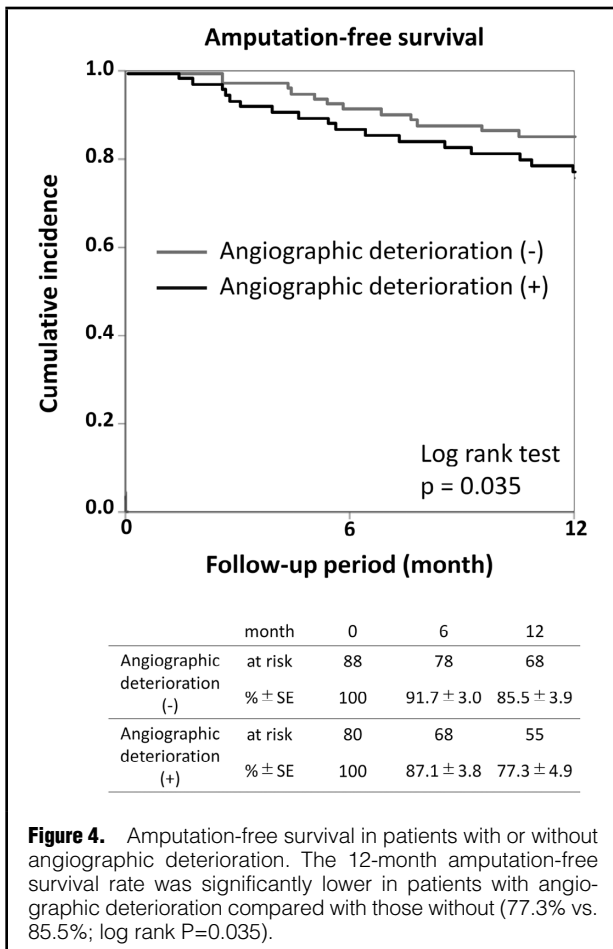 Amputation-free survival
1.0
0.8
0.6
0.4
0.2
0.0
Cumulative incidence
Angiographic deterioration (-)
Angiographic deterioration (+)
Log rank test
p = 0.035
0 6 12
Follow-up period (month)
month 0 6 12
Angiographic deterioration (-) at risk 88 78 68
% ± SE 100 91.7 ± 3.0 85.5 ± 3.9
Angiographic deterioration (+) at risk 80 68 55
% ± SE 100 87.1 ± 3.8 77.3 ± 4.9
Figure 4. Amputation-free survival in patients with or without
angiographic deterioration. The 12-month amputation-free
survival rate was significantly lower in patients with angio-
graphic deterioration compared with those without (77.3% vs.
85.5%; log rank P=0.035).